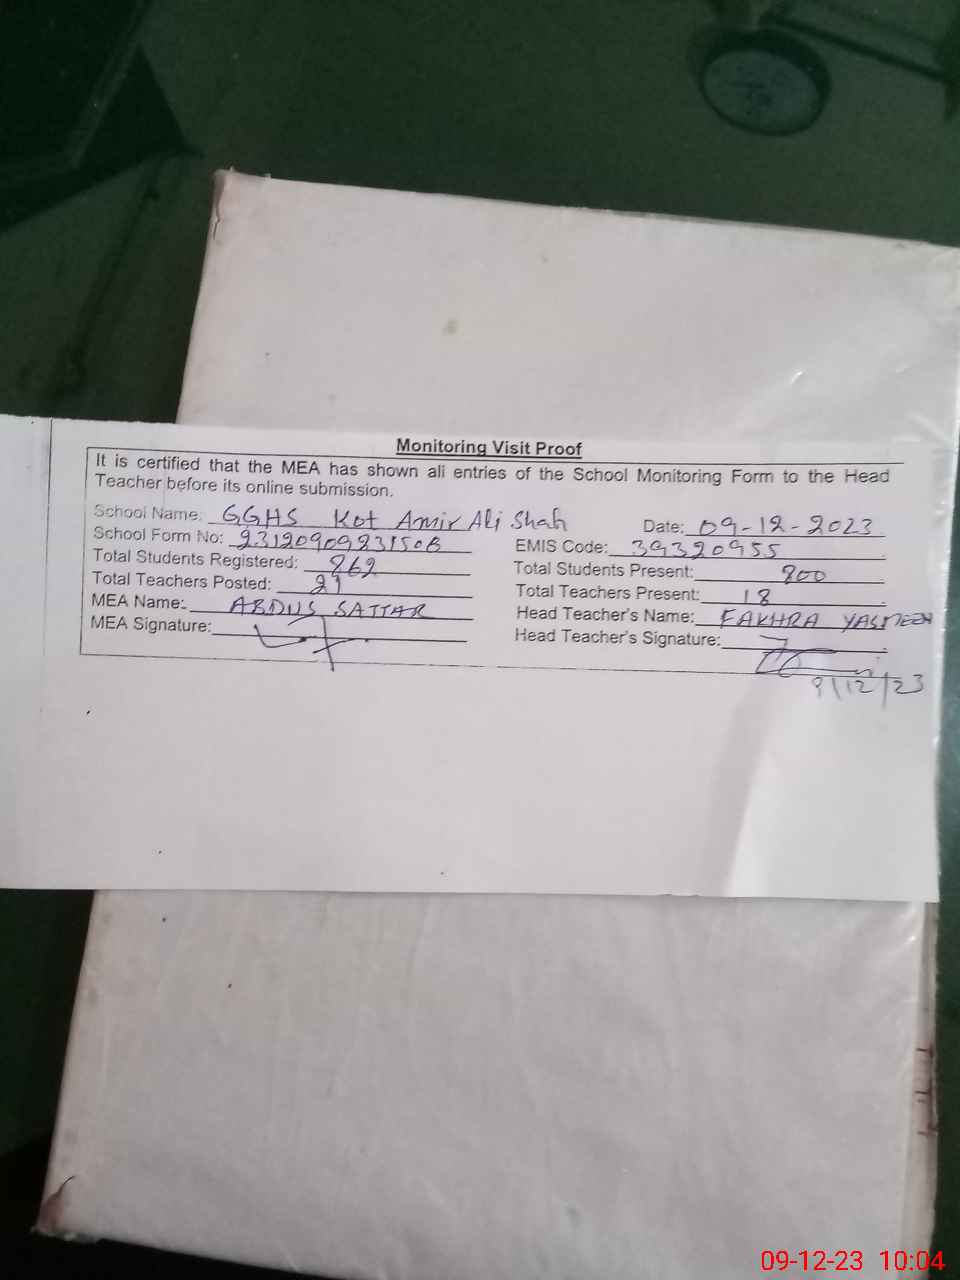 Monitoring Visit Proof
It is certified that the MEA has shown all entries of the School Monitoring Form to the Head
Teacher before its online submission.
School Name: GGHS Kot Amir Ali Shah Date: 09-12-2023
School Form No: 23120909231508 EMIS Code: 39320955
Total Students Registered: 862 Total Students Present: 800
Total Teachers Posted: 21 Total Teachers Present: 18
MEA Name: ABDUS SATTAR Head Teacher's Name: FAKHRA YASMEEN
MEA Signature: Head Teacher's Signature:
9/12/23
09-12-23 10:04